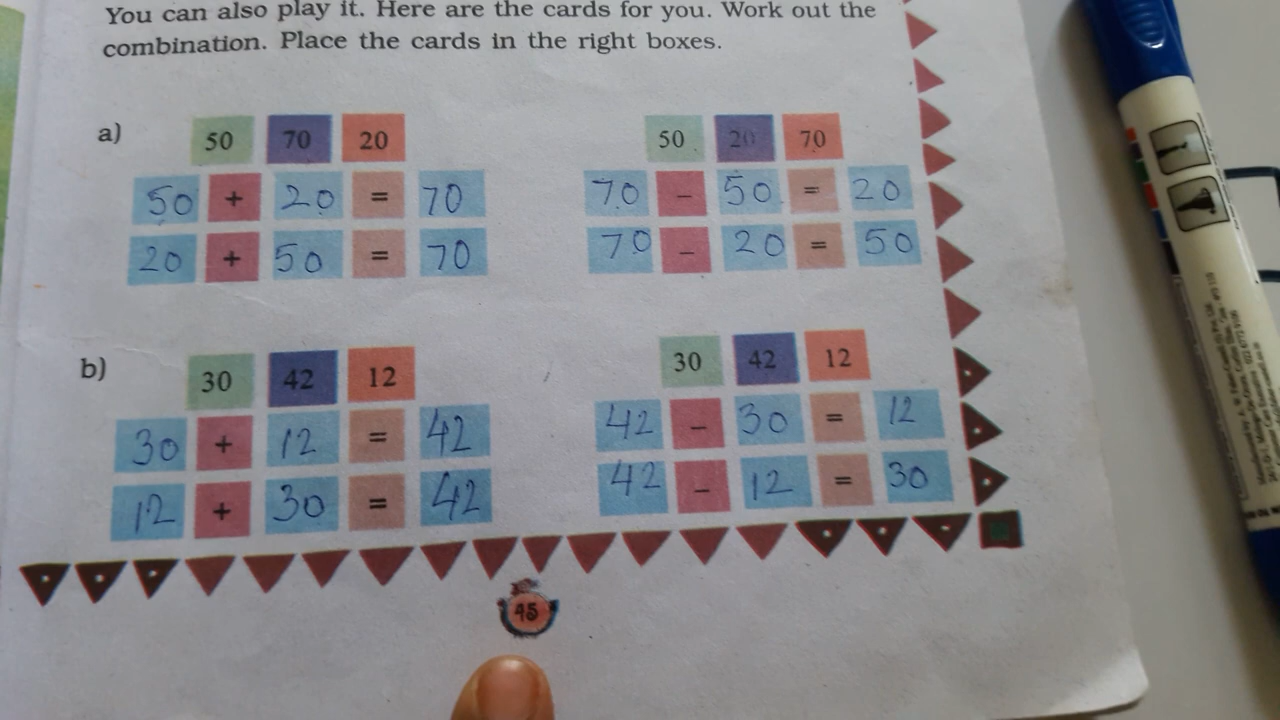 You can also play it. Here are the cards for you. Work out the
combination. Place the cards in the right boxes.
a) 50 70 20
50 + 20 = 70
20 + 50 = 70
50 20 70
70 - 50 = 20
70 - 20 = 50
b) 30 42 12
30 + 12 = 42
12 + 30 = 42
30 42 12
42 - 30 = 12
42 - 12 = 30
45